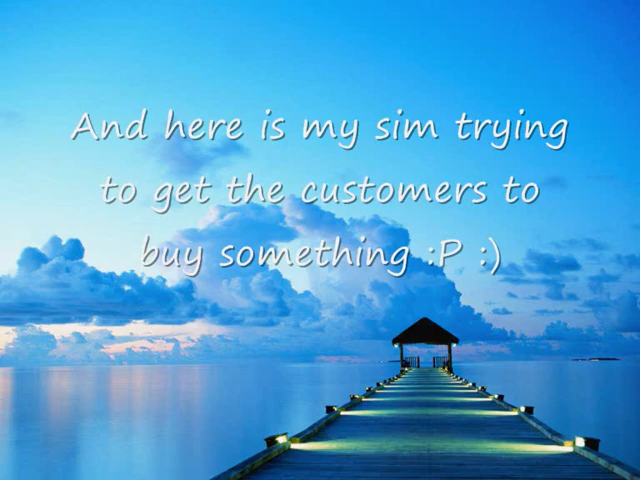 And here is my sim trying
to get the customers to
buy something :P :)